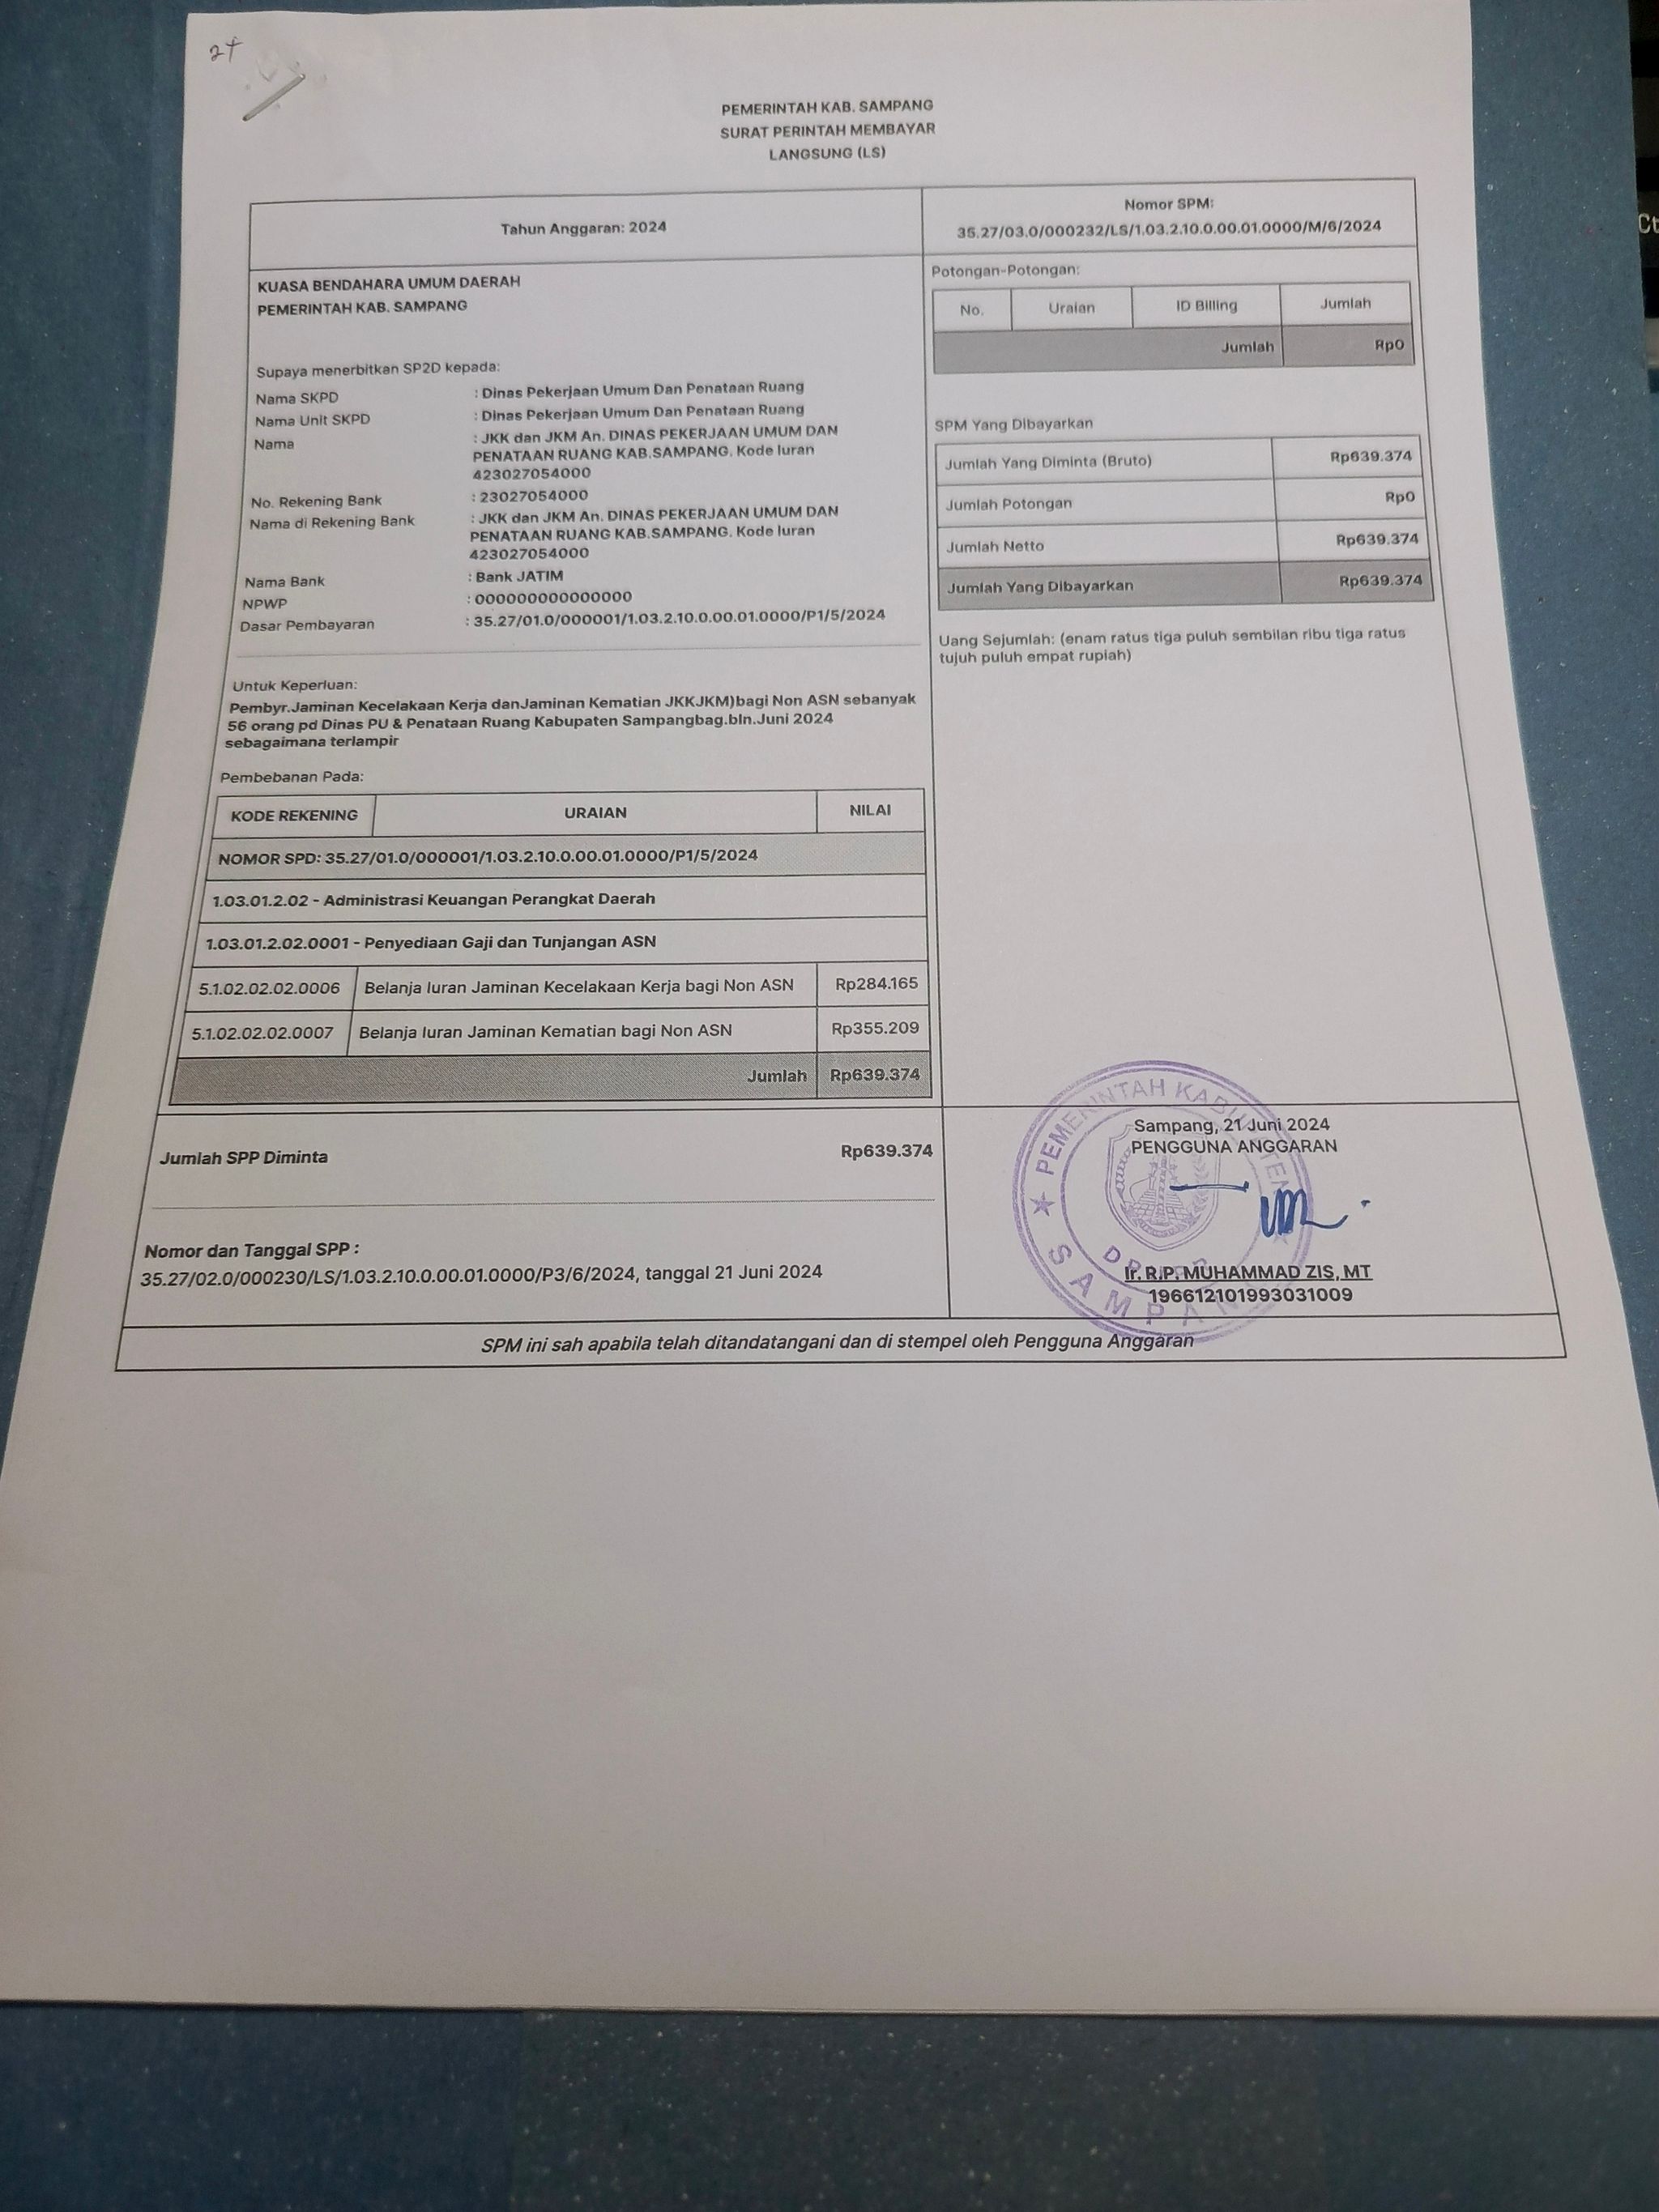 24
PEMERINTAH KAB. SAMPANG
SURAT PERINTAH MEMBAYAR
LANGSUNG (LS)
Tahun Anggaran: 2024
Nomor SPM:
35.27/03.0/000232/LS/1.03.2.10.0.00.01.0000/M/6/2024
KUASA BENDAHARA UMUM DAERAH
PEMERINTAH KAB. SAMPANG
Supaya menerbitkan SP2D kepada:
Nama SKPD : Dinas Pekerjaan Umum Dan Penataan Ruang
Nama Unit SKPD : Dinas Pekerjaan Umum Dan Penataan Ruang
Nama : JKK dan JKM An. DINAS PEKERJAAN UMUM DAN
PENATAAN RUANG KAB.SAMPANG. Kode Iuran
423027054000
No. Rekening Bank : 23027054000
Nama di Rekening Bank : JKK dan JKM An. DINAS PEKERJAAN UMUM DAN
PENATAAN RUANG KAB.SAMPANG. Kode Iuran
423027054000
Nama Bank : Bank JATIM
NPWP : 000000000000000
Dasar Pembayaran : 35.27/01.0/000001/1.03.2.10.0.00.01.0000/P1/5/2024
Untuk Keperluan:
Pembyr.Jaminan Kecelakaan Kerja danJaminan Kematian JKKJKM)bagi Non ASN sebanyak
56 orang pd Dinas PU & Penataan Ruang Kabupaten Sampangbag.bln.Juni 2024
sebagaimana terlampir
Pembebanan Pada:
KODE REKENING URAIAN NILAI
NOMOR SPD: 35.27/01.0/000001/1.03.2.10.0.00.01.0000/P1/5/2024
1.03.01.2.02 - Administrasi Keuangan Perangkat Daerah
1.03.01.2.02.0001 - Penyediaan Gaji dan Tunjangan ASN
5.1.02.02.02.0006 Belanja Iuran Jaminan Kecelakaan Kerja bagi Non ASN Rp284.165
5.1.02.02.02.0007 Belanja Iuran Jaminan Kematian bagi Non ASN Rp355.209
Jumlah Rp639.374
Potongan-Potongan:
No. Uraian ID Billing Jumlah
Jumlah Rp0
SPM Yang Dibayarkan
Jumlah Yang Diminta (Bruto) Rp639.374
Jumlah Potongan Rp0
Jumlah Netto Rp639.374
Jumlah Yang Dibayarkan Rp639.374
Uang Sejumlah: (enam ratus tiga puluh sembilan ribu tiga ratus
tujuh puluh empat rupiah)
Jumlah SPP Diminta Rp639.374
Nomor dan Tanggal SPP :
35.27/02.0/000230/LS/1.03.2.10.0.00.01.0000/P3/6/2024, tanggal 21 Juni 2024
Sampang, 21 Juni 2024
PENGGUNA ANGGARAN
PEMERINTAH KABUPATEN
SAMPANG
Ir. R.P. MUHAMMAD ZIS, MT
196612101993031009
SPM ini sah apabila telah ditandatangani dan di stempel oleh Pengguna Anggaran